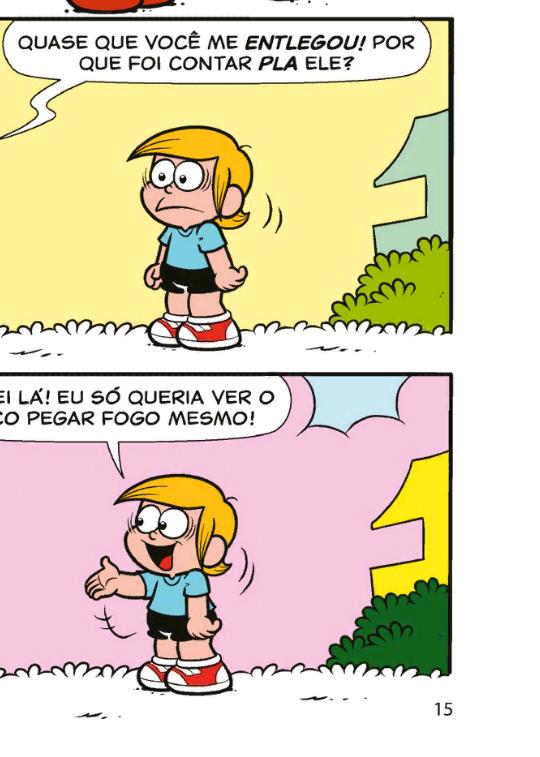 QUASE QUE VOCÊ ME ENTLEGOU! POR
QUE FOI CONTAR PLA ELE?
EI LÁ! EU SÓ QUERIA VER O
CO PEGAR FOGO MESMO!
15